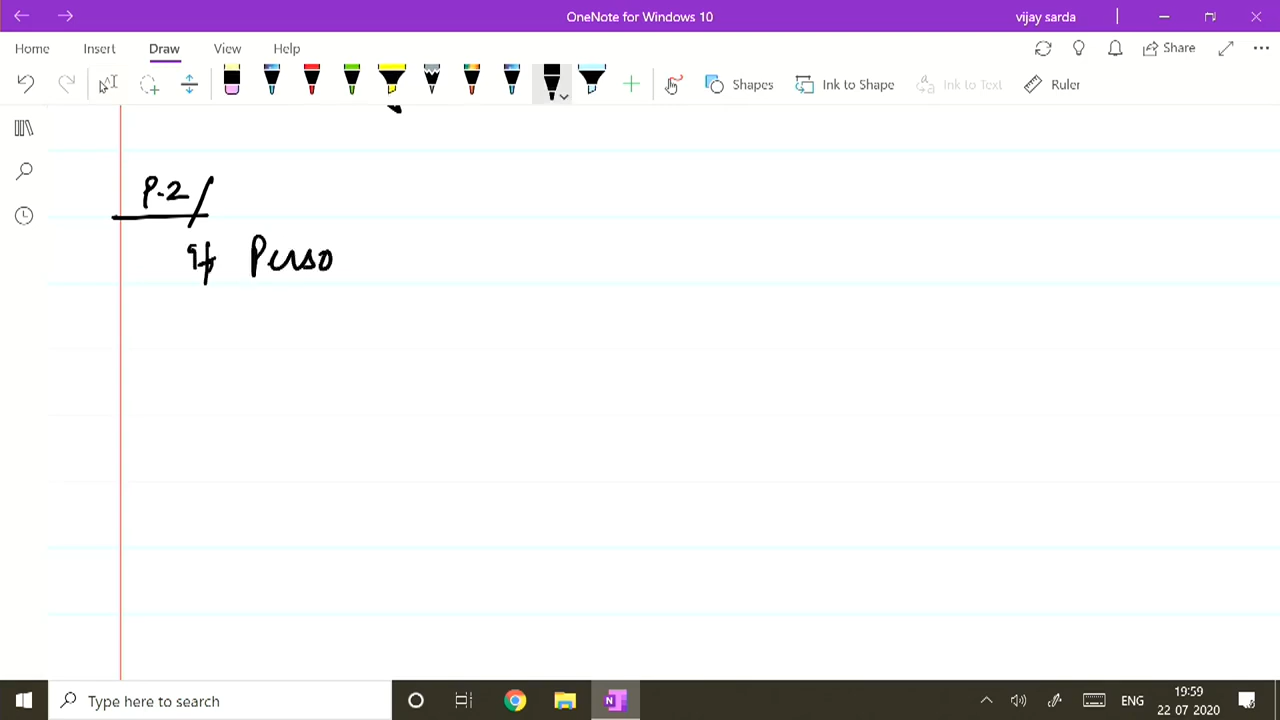 OneNote for Windows 10
vijay sarda
Home Insert Draw View Help
Share
Shapes Ink to Shape Ink to Text Ruler
P.2/
If Perso
Type here to search
ENG
19:59
22 07 2020